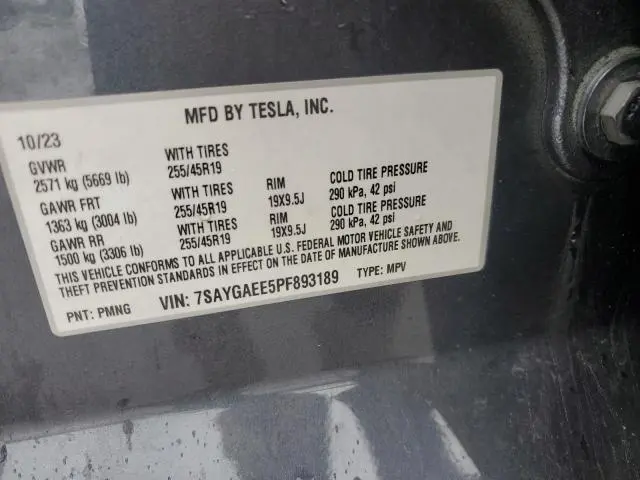 MFD BY TESLA, INC.
10/23
GVWR WITH TIRES
2571 kg (5669 lb) 255/45R19
GAWR FRT WITH TIRES RIM COLD TIRE PRESSURE
1363 kg (3004 lb) 255/45R19 19X9.5J 290 kPa, 42 psi
GAWR RR WITH TIRES RIM COLD TIRE PRESSURE
1500 kg (3306 lb) 255/45R19 19X9.5J 290 kPa, 42 psi
THIS VEHICLE CONFORMS TO ALL APPLICABLE U.S. FEDERAL MOTOR VEHICLE SAFETY AND
THEFT PREVENTION STANDARDS IN EFFECT ON THE DATE OF MANUFACTURE SHOWN ABOVE.
PNT: PMNG VIN: 7SAYGAEE5PF893189 TYPE: MPV